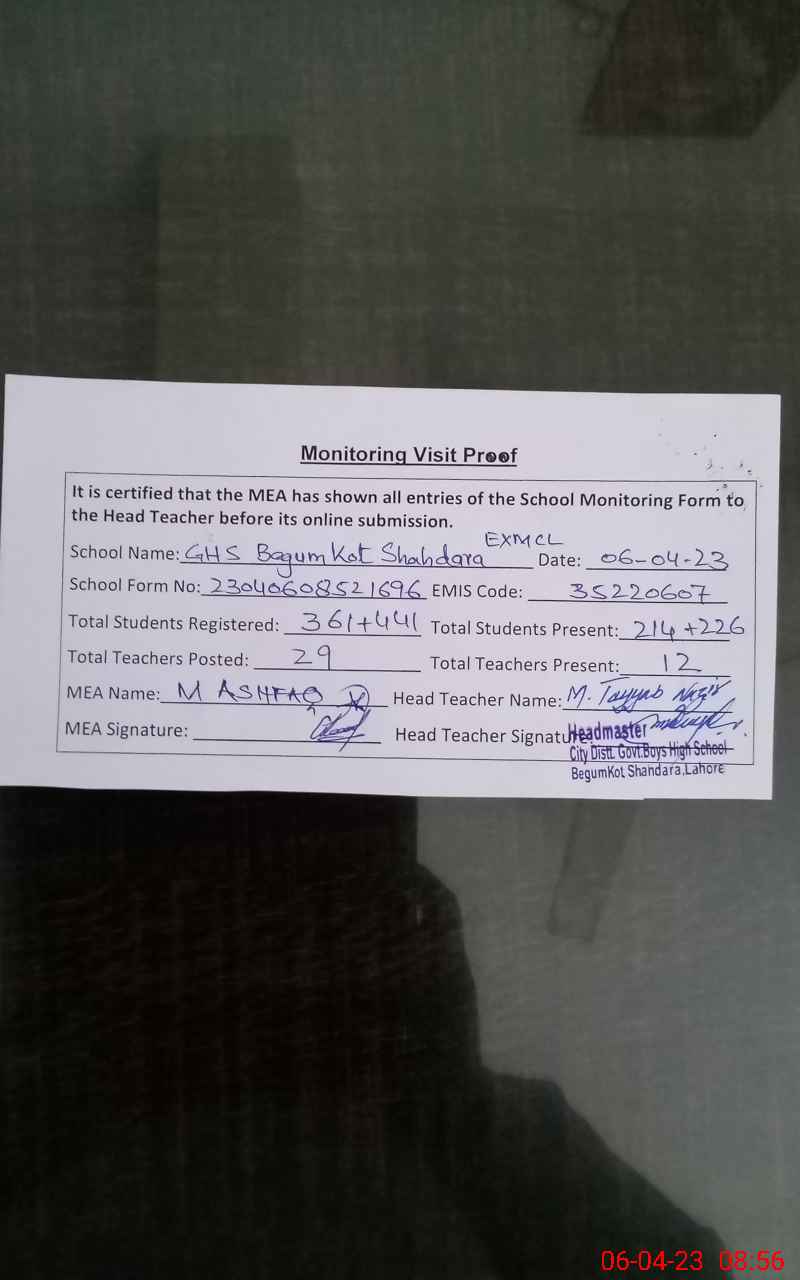 Monitoring Visit Proof
It is certified that the MEA has shown all entries of the School Monitoring Form to
the Head Teacher before its online submission.
School Name: GHS Bagum Kot Shahdara EXMCL Date: 06-04-23
School Form No: 23040608521696 EMIS Code: 35220607
Total Students Registered: 361+441 Total Students Present: 214+226
Total Teachers Posted: 29 Total Teachers Present: 12
MEA Name: M ASHFAQ Head Teacher Name: M. Tayyab Nazir
MEA Signature: Head Teacher Signature
Headmaster
City Distt. Govt.Boys High School
BegumKot Shahdara,Lahore
06-04-23 08:56